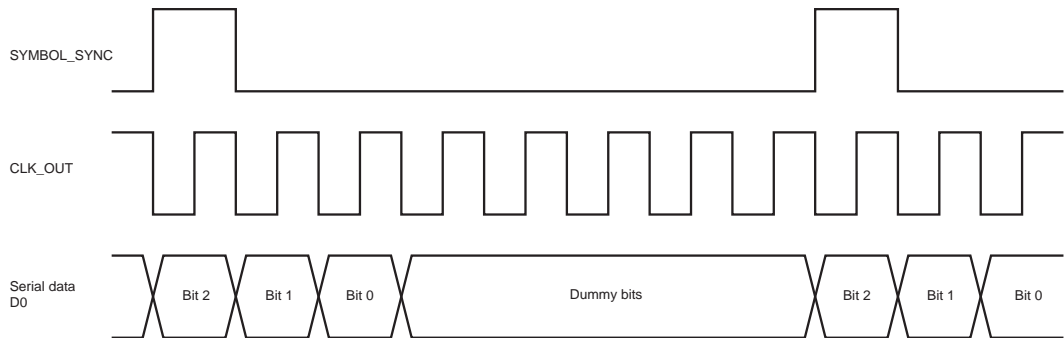 SYMBOL_SYNC
CLK_OUT
Serial data
D0
Bit 2
Bit 1
Bit 0
Dummy bits
Bit 2
Bit 1
Bit 0